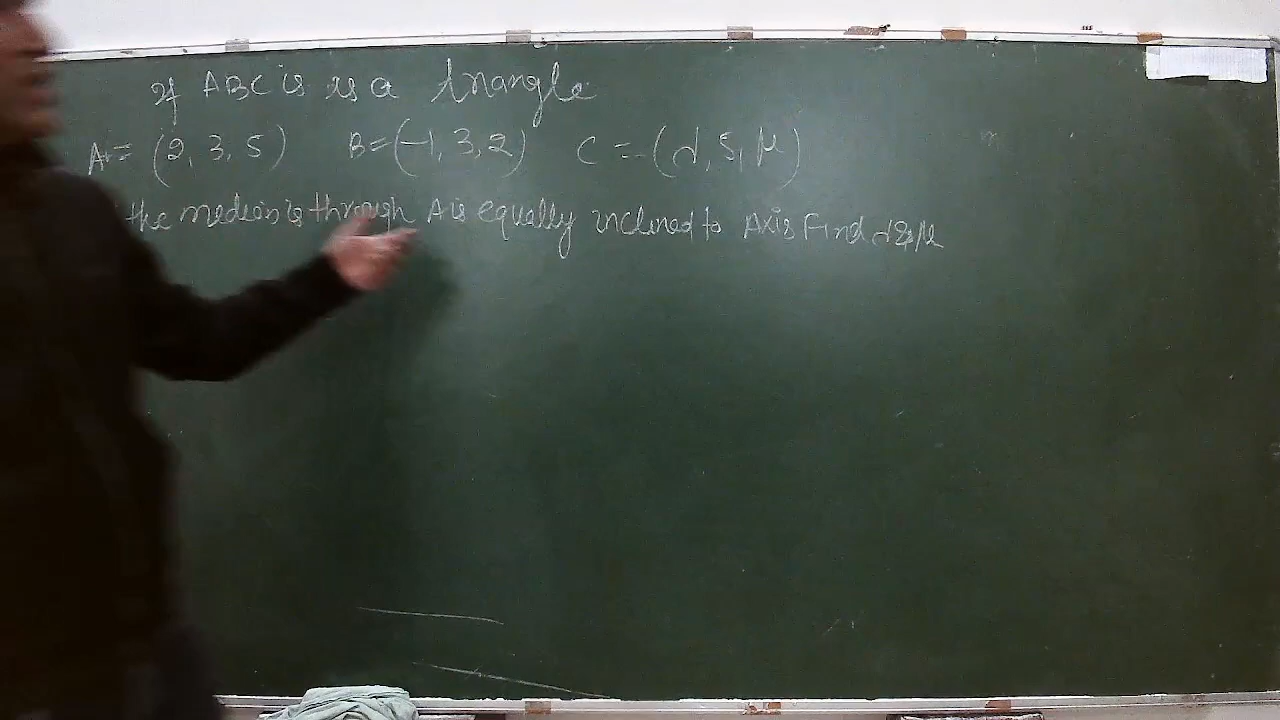 If ABC is is a triangle
A = (2, 3, 5) B = (-1, 3, 2) C = (λ, 5, μ)
the median is through A is equally inclined to Axis Find λ & μ